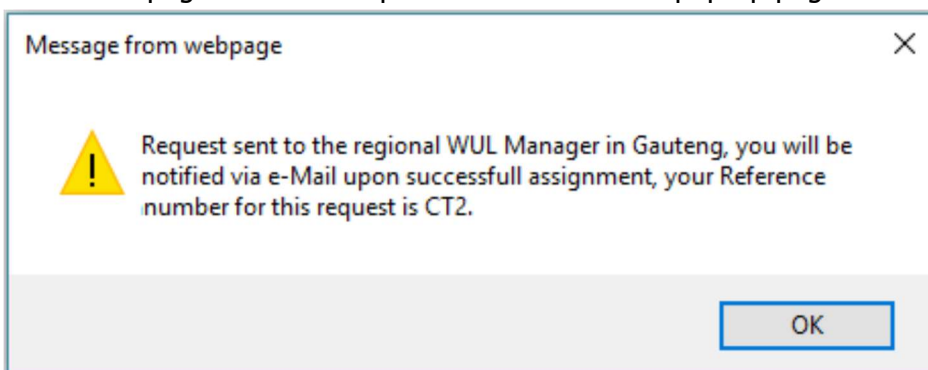 Message from webpage
Request sent to the regional WUL Manager in Gauteng, you will be
notified via e-Mail upon successfull assignment, your Reference
number for this request is CT2.
OK